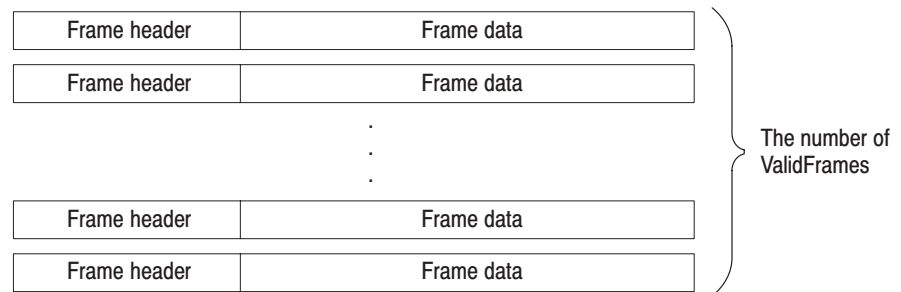 Frame header Frame data
Frame header Frame data
.
.
.
The number of
ValidFrames
Frame header Frame data
Frame header Frame data